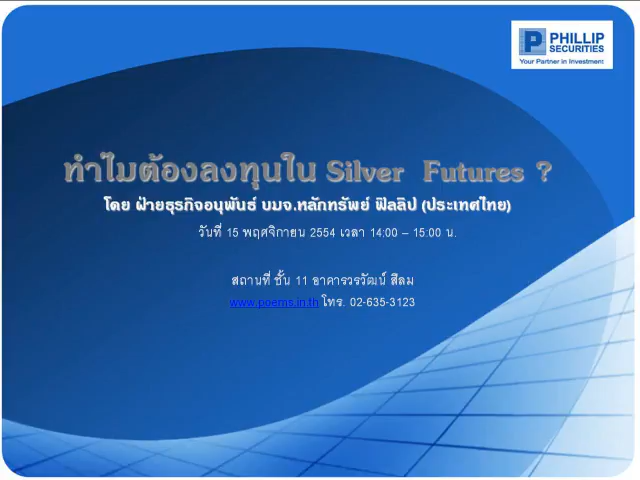 PHILLIP
SECURITIES
Your Partner in Investment
ทำไมต้องลงทุนใน Silver Futures ?
โดย ฝ่ายธุรกิจอนุพันธ์ บมจ.หลักทรัพย์ ฟิลลิป (ประเทศไทย)
วันที่ 15 พฤศจิกายน 2554 เวลา 14:00 – 15:00 น.
สถานที่ ชั้น 11 อาคารวรวัฒน์ สีลม
www.poems.in.th โทร. 02-635-3123